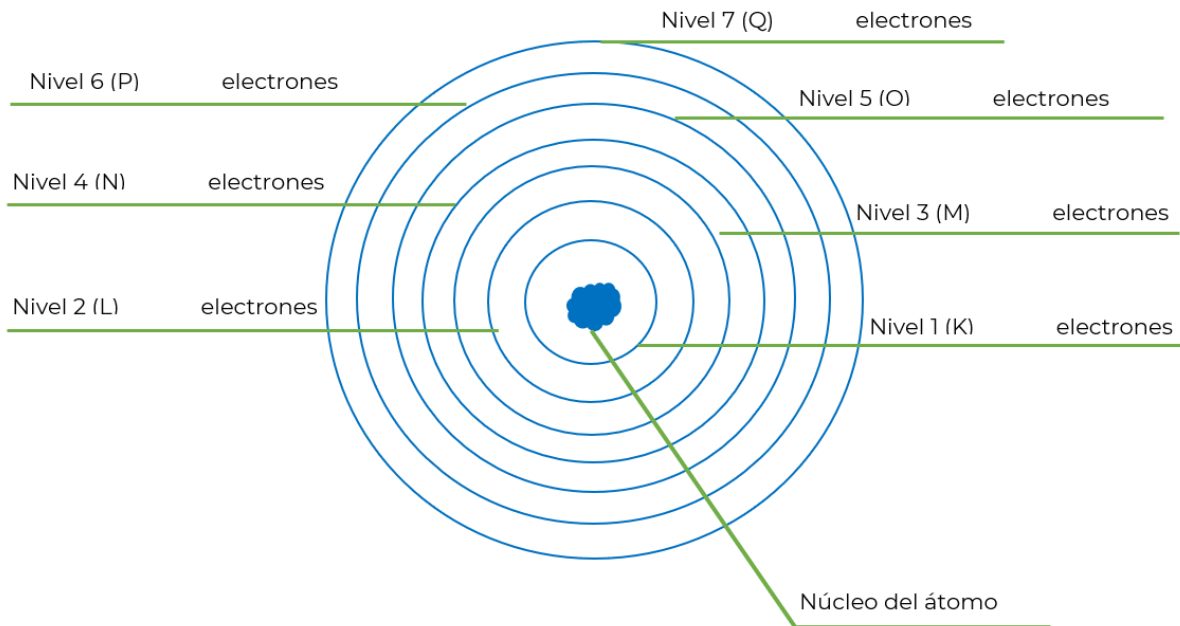 Nivel 7 (Q) electrones
Nivel 6 (P) electrones
Nivel 5 (O) electrones
Nivel 4 (N) electrones
Nivel 3 (M) electrones
Nivel 2 (L) electrones
Nivel 1 (K) electrones
Núcleo del átomo